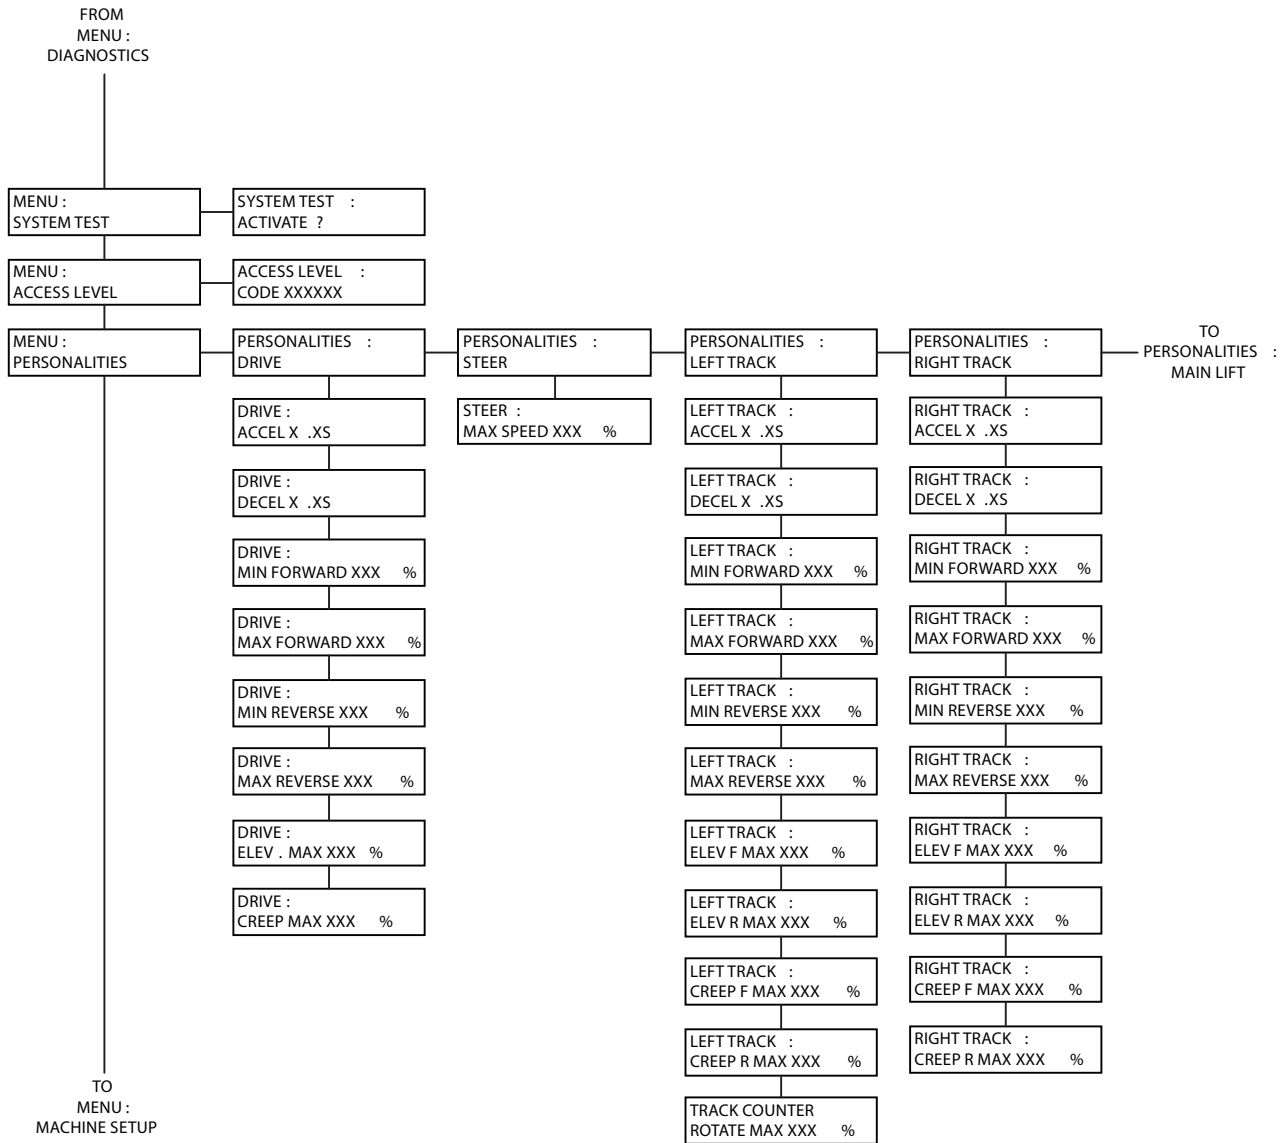 FROM
MENU :
DIAGNOSTICS
MENU :
SYSTEM TEST
SYSTEM TEST :
ACTIVATE ?
MENU :
ACCESS LEVEL
ACCESS LEVEL :
CODE XXXXXX
MENU :
PERSONALITIES
PERSONALITIES :
DRIVE
DRIVE :
ACCEL X .XS
DRIVE :
DECEL X .XS
DRIVE :
MIN FORWARD XXX %
DRIVE :
MAX FORWARD XXX %
DRIVE :
MIN REVERSE XXX %
DRIVE :
MAX REVERSE XXX %
DRIVE :
ELEV . MAX XXX %
DRIVE :
CREEP MAX XXX %
PERSONALITIES :
STEER
STEER :
MAX SPEED XXX %
PERSONALITIES :
LEFT TRACK
LEFT TRACK :
ACCEL X .XS
LEFT TRACK :
DECEL X .XS
LEFT TRACK :
MIN FORWARD XXX %
LEFT TRACK :
MAX FORWARD XXX %
LEFT TRACK :
MIN REVERSE XXX %
LEFT TRACK :
MAX REVERSE XXX %
LEFT TRACK :
ELEV F MAX XXX %
LEFT TRACK :
ELEV R MAX XXX %
LEFT TRACK :
CREEP F MAX XXX %
LEFT TRACK :
CREEP R MAX XXX %
TRACK COUNTER
ROTATE MAX XXX %
PERSONALITIES :
RIGHT TRACK
RIGHT TRACK :
ACCEL X .XS
RIGHT TRACK :
DECEL X .XS
RIGHT TRACK :
MIN FORWARD XXX %
RIGHT TRACK :
MAX FORWARD XXX %
RIGHT TRACK :
MIN REVERSE XXX %
RIGHT TRACK :
MAX REVERSE XXX %
RIGHT TRACK :
ELEV F MAX XXX %
RIGHT TRACK :
ELEV R MAX XXX %
RIGHT TRACK :
CREEP F MAX XXX %
RIGHT TRACK :
CREEP R MAX XXX %
TO
PERSONALITIES :
MAIN LIFT
TO
MENU :
MACHINE SETUP